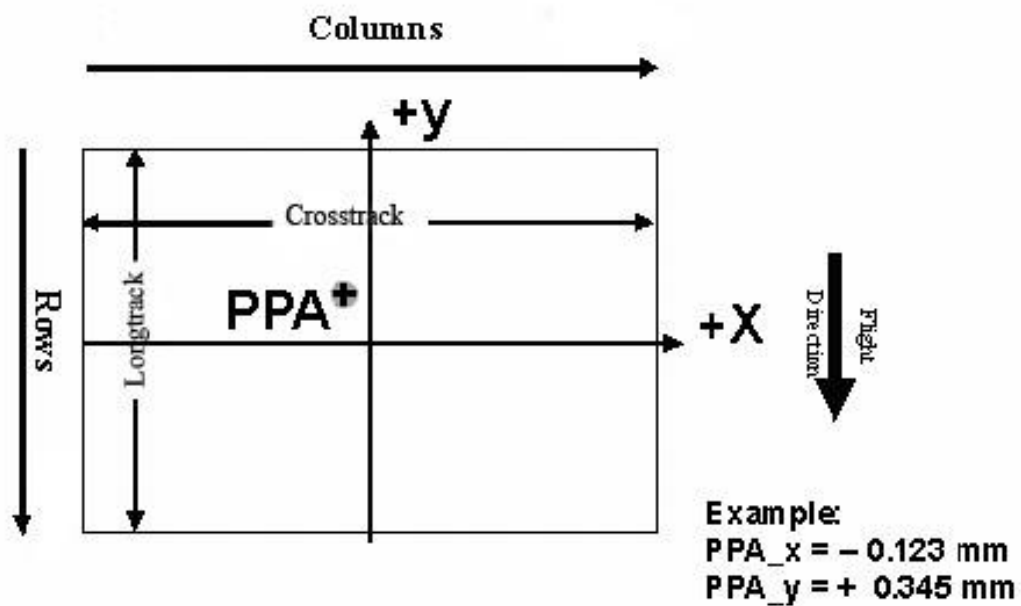 Columns
+y
Crosstrack
PPA
+X
Rows
Longtrack
Flight
Direction
Example:
PPA_x = – 0.123 mm
PPA_y = + 0.345 mm